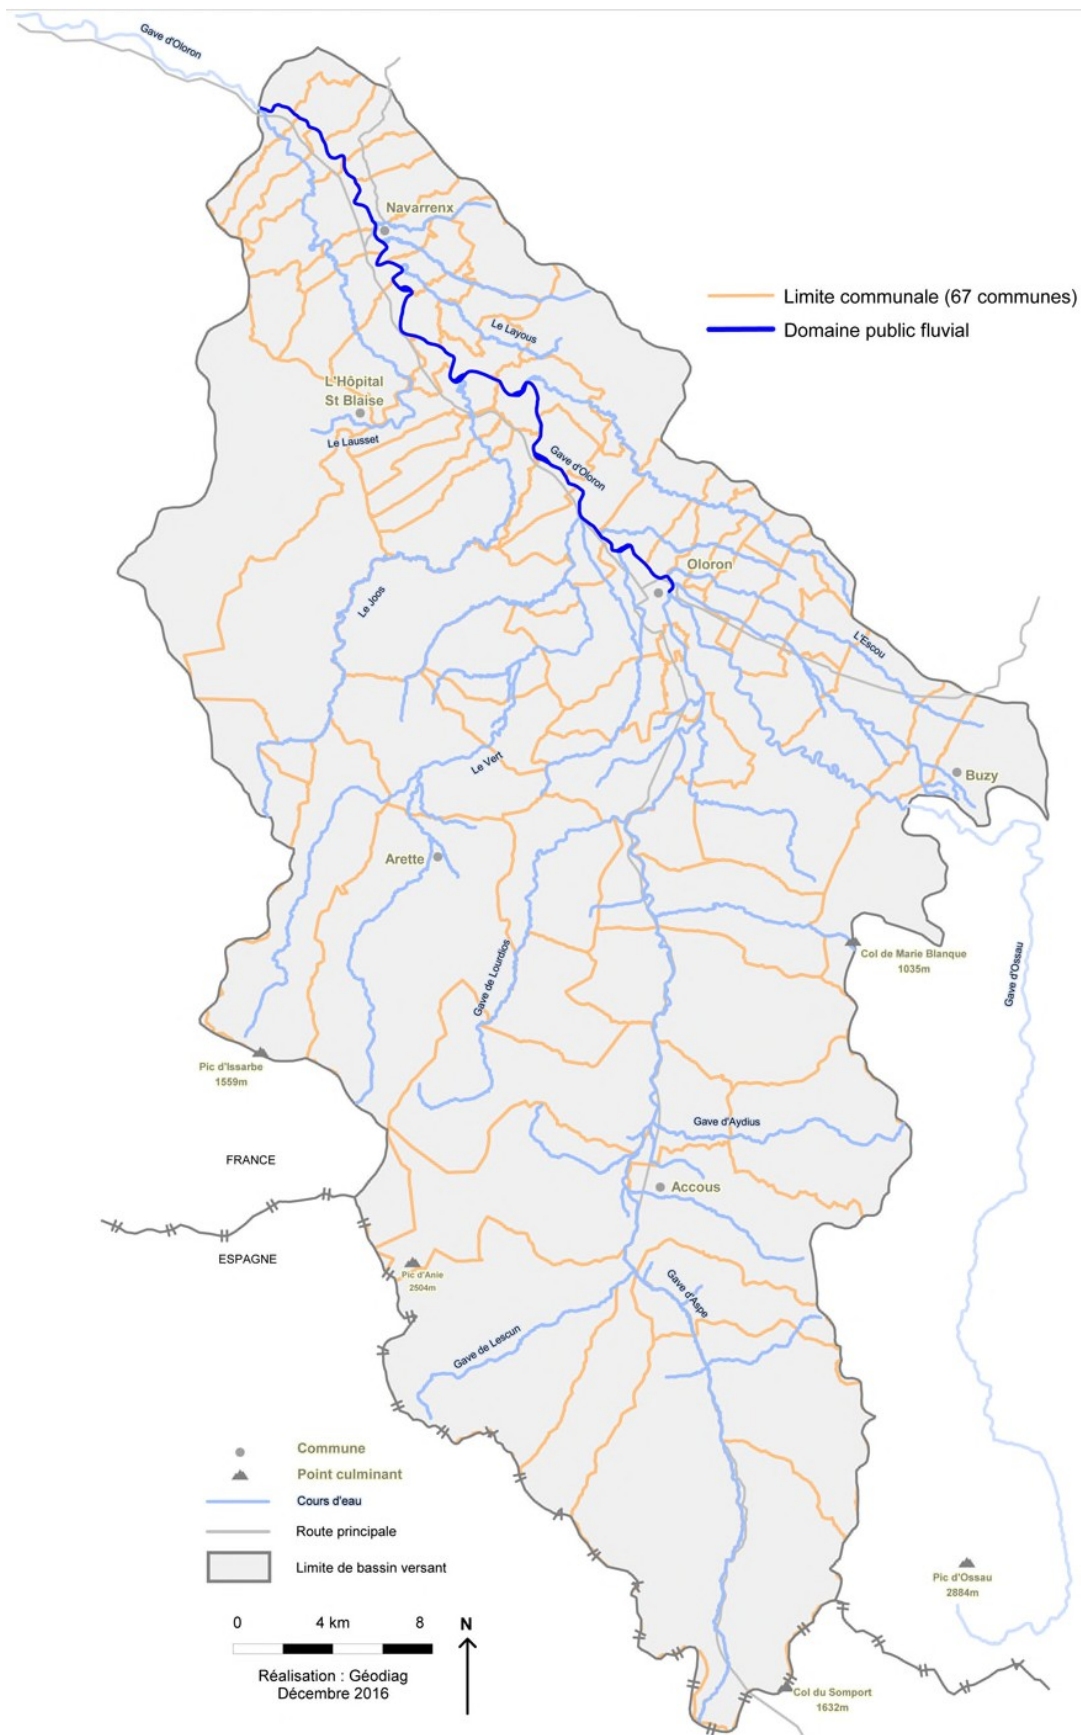 Gave d'Oloron
Navarrenx
Limite communale (67 communes)
Domaine public fluvial
Le Layous
L'Hôpital
St Blaise
Le Lausset
Gave d'Oloron
Oloron
Le Joos
L'Escou
Le Vert
Buzy
Arette
Col de Marie Blanque
1035m
Gave de Lourdios
Gave d'Ossau
Pic d'Issarbe
1559m
Gave d'Aydius
FRANCE
Accous
ESPAGNE
Pic d'Anie
2504m
Gave d'Aspe
Gave de Lescun
Commune
Point culminant
Cours d'eau
Route principale
Limite de bassin versant
Pic d'Ossau
2884m
0 4 km 8
N
Réalisation : Géodiag
Décembre 2016
Col du Somport
1632m